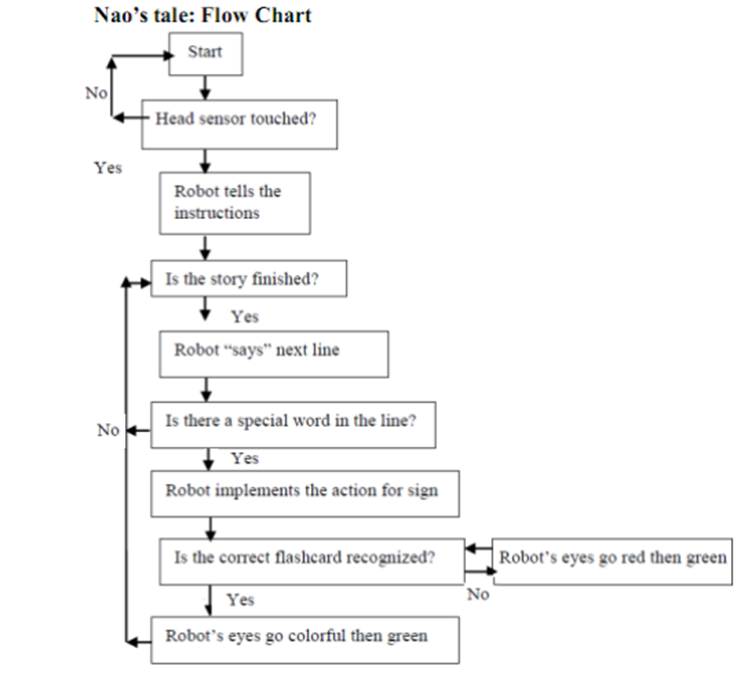 Nao’s tale: Flow Chart
Start
No
Head sensor touched?
Yes
Robot tells the
instructions
Is the story finished?
Yes
Robot “says” next line
Is there a special word in the line?
No
Yes
Robot implements the action for sign
Is the correct flashcard recognized?
Robot’s eyes go red then green
No
Yes
Robot’s eyes go colorful then green